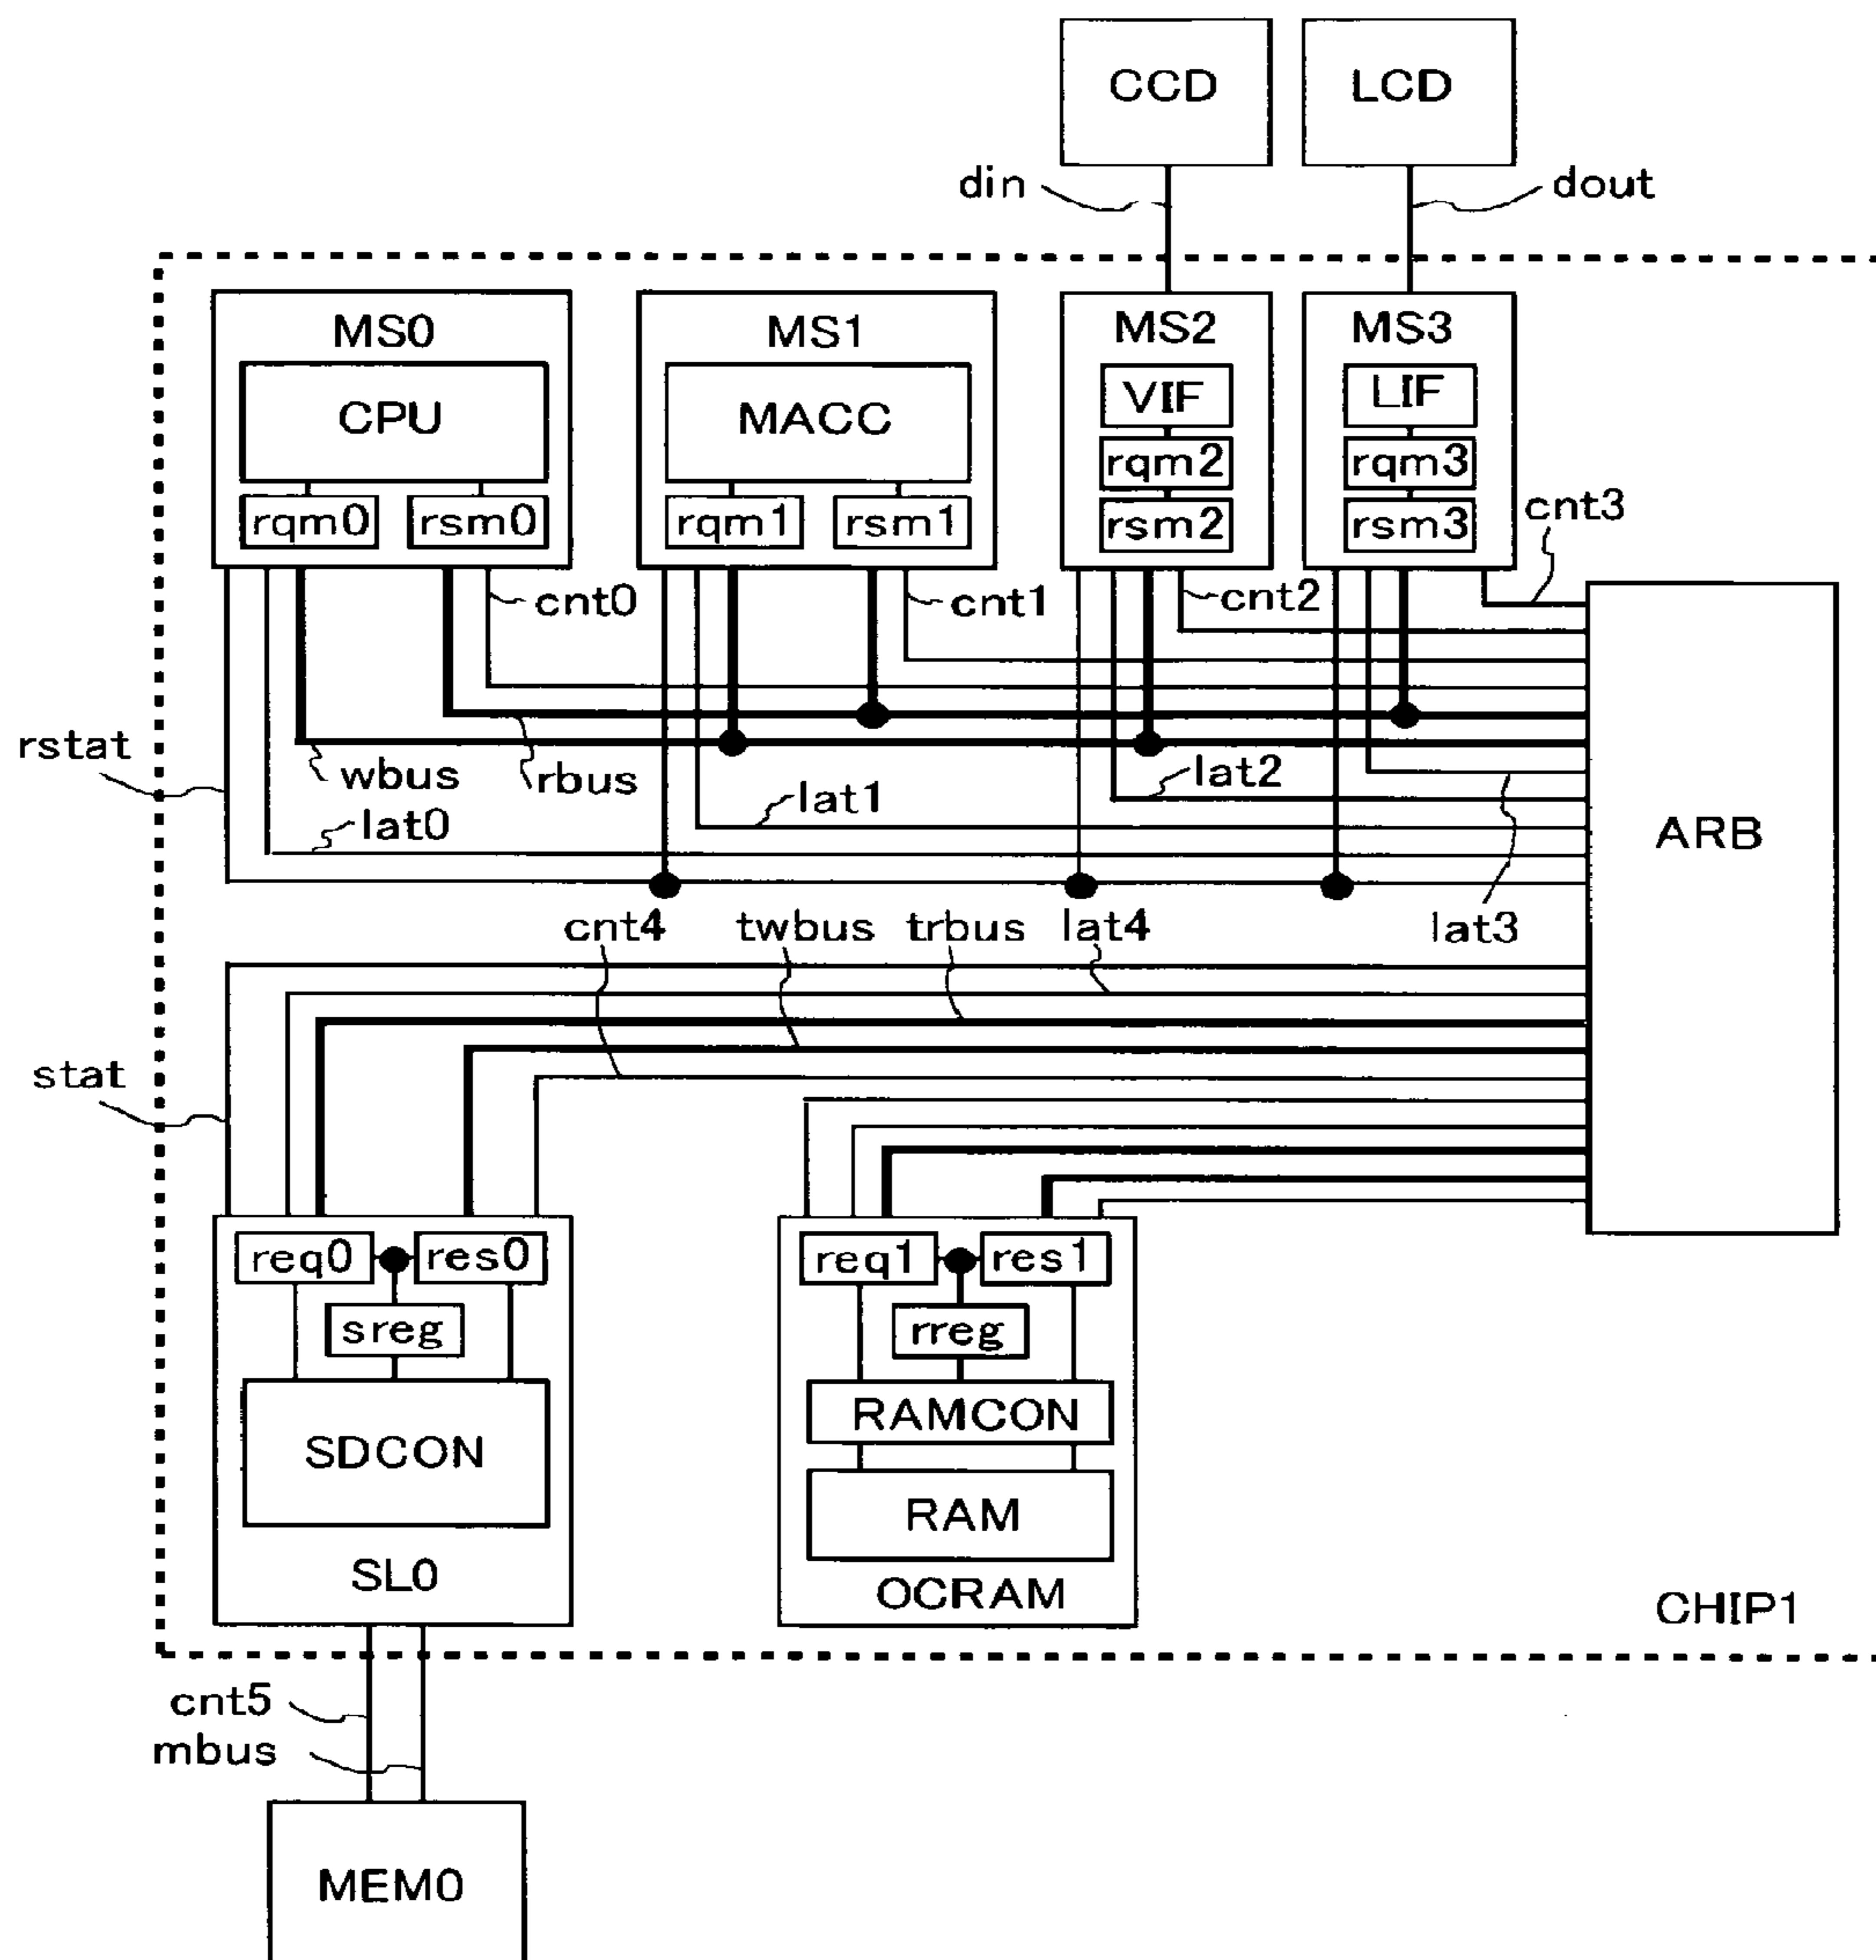 CCD
LCD
din
dout
MS0
MS1
MS2
MS3
CPU
MACC
VIF
LIF
rqm2
rqm3
rqm0
rsm0
rqm1
rsm1
rsm2
rsm3
cnt3
cnt0
cnt1
cnt2
rstat
wbus
rbus
lat2
lat1
lat0
ARB
cnt4
twbus
trbus
lat4
lat3
stat
req0
res0
req1
res1
sreg
rreg
RAMCON
SDCON
RAM
SL0
OCRAM
CHIP1
cnt5
mbus
MEM0